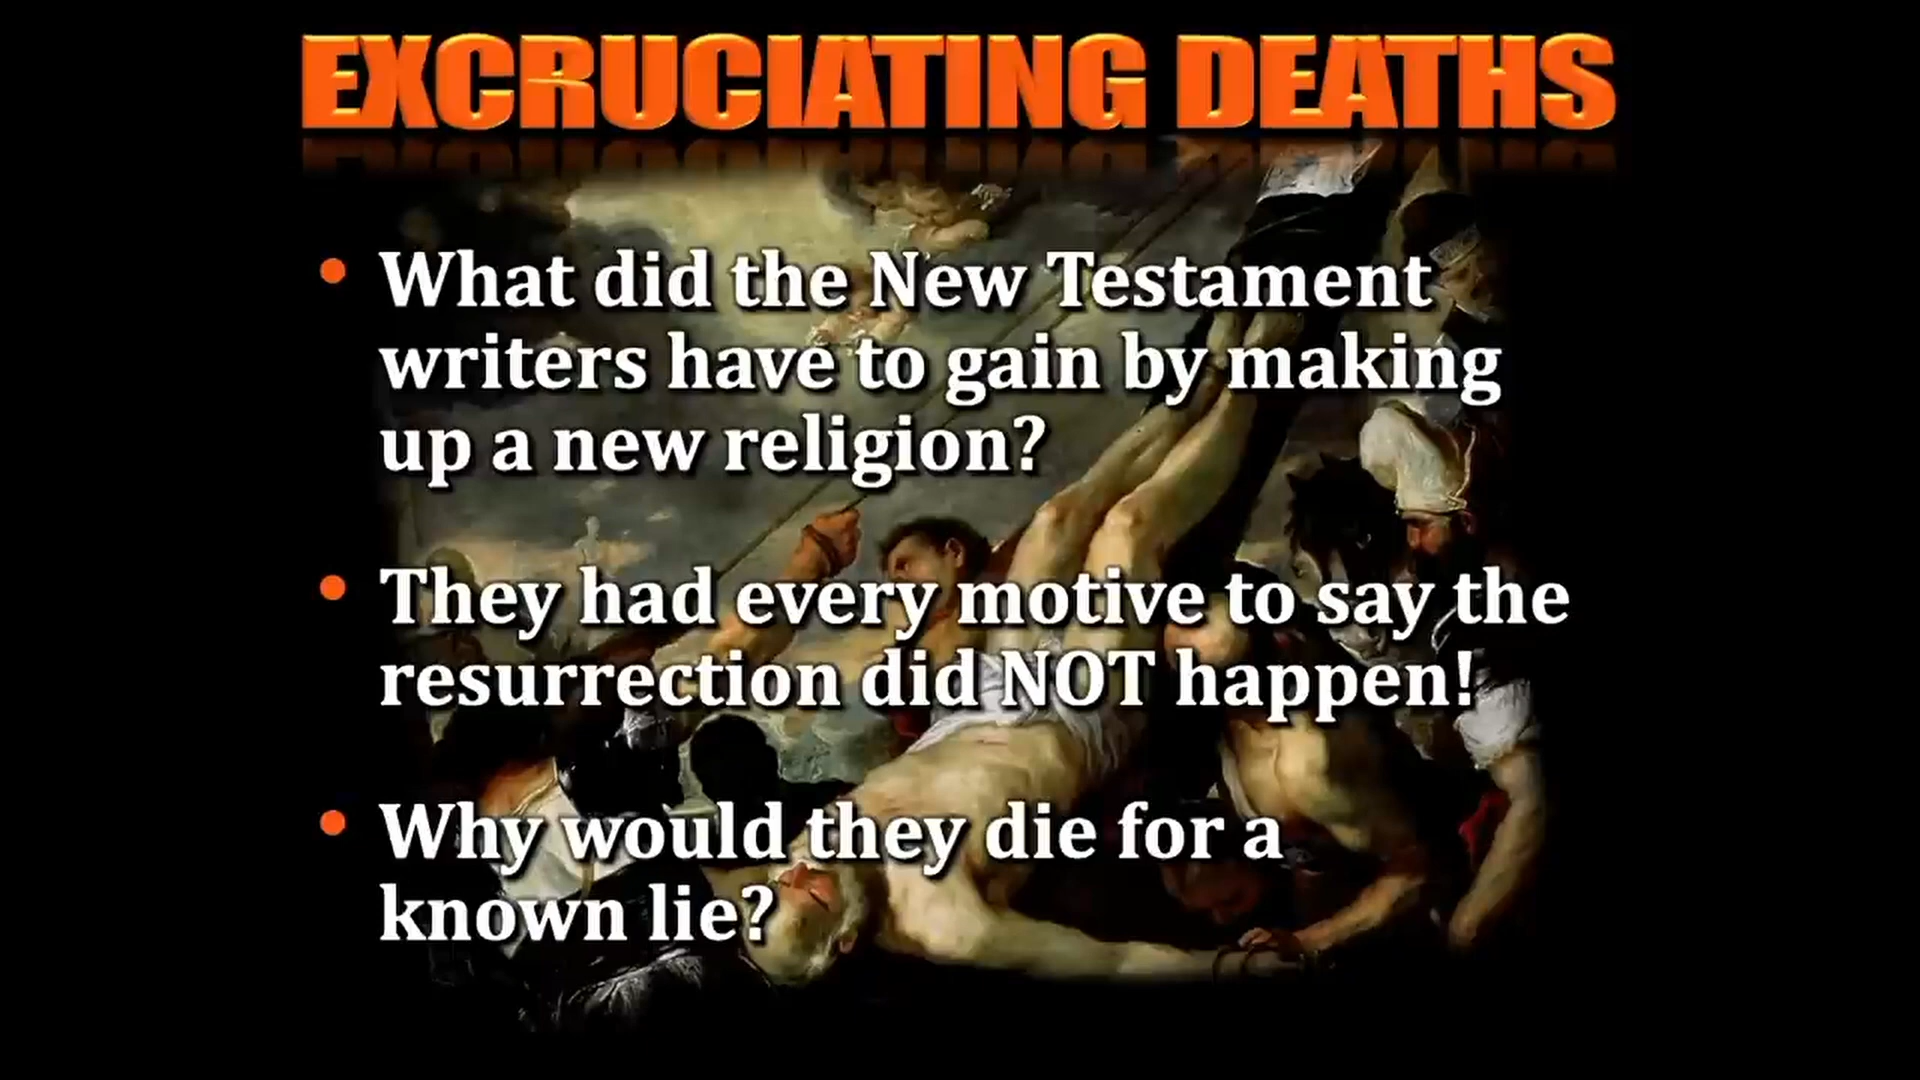 EXCRUCIATING DEATHS
• What did the New Testament
writers have to gain by making
up a new religion?
• They had every motive to say the
resurrection did NOT happen!
• Why would they die for a
known lie?